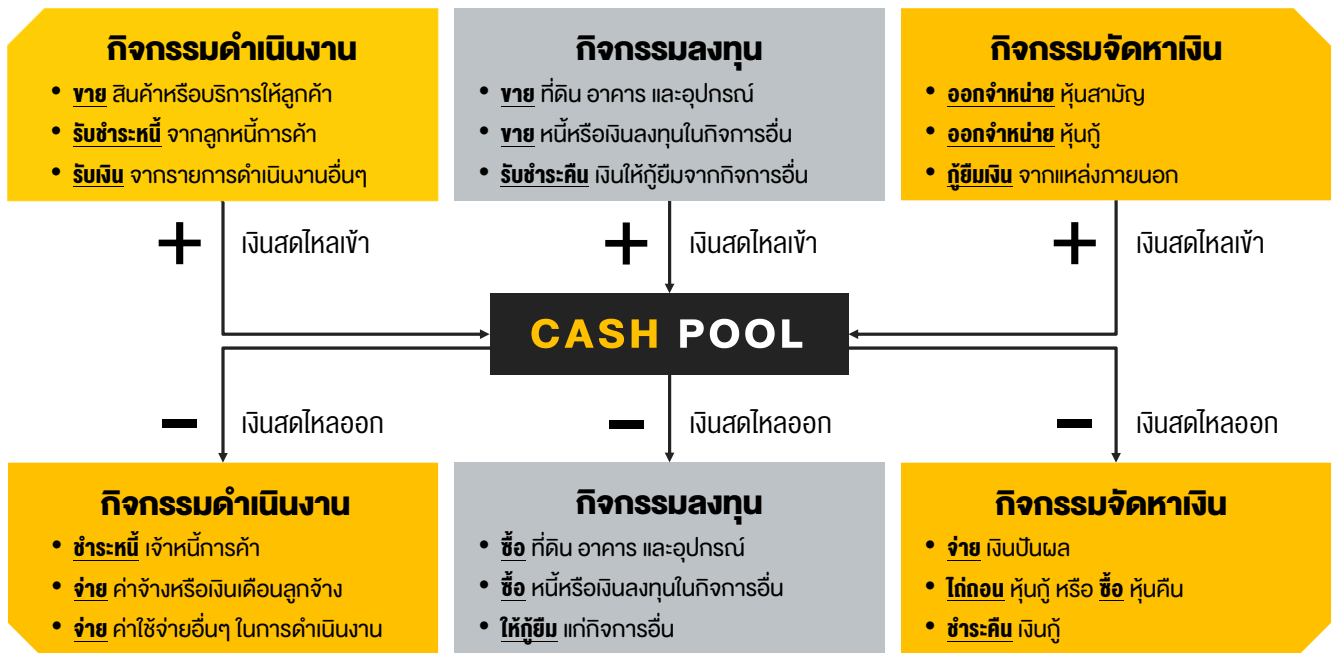 กิจกรรมดำเนินงาน
• ขาย สินค้าหรือบริการให้ลูกค้า
• รับชำระหนี้ จากลูกหนี้การค้า
• รับเงิน จากรายการดำเนินงานอื่นๆ
กิจกรรมลงทุน
• ขาย ที่ดิน อาคาร และอุปกรณ์
• ขาย หนี้หรือเงินลงทุนในกิจการอื่น
• รับชำระคืน เงินให้กู้ยืมจากกิจการอื่น
กิจกรรมจัดหาเงิน
• ออกจำหน่าย หุ้นสามัญ
• ออกจำหน่าย หุ้นกู้
• กู้ยืมเงิน จากแหล่งภายนอก
+ เงินสดไหลเข้า
+ เงินสดไหลเข้า
+ เงินสดไหลเข้า
CASH POOL
- เงินสดไหลออก
- เงินสดไหลออก
- เงินสดไหลออก
กิจกรรมดำเนินงาน
• ชำระหนี้ เจ้าหนี้การค้า
• จ่าย ค่าจ้างหรือเงินเดือนลูกจ้าง
• จ่าย ค่าใช้จ่ายอื่นๆ ในการดำเนินงาน
กิจกรรมลงทุน
• ซื้อ ที่ดิน อาคาร และอุปกรณ์
• ซื้อ หนี้หรือเงินลงทุนในกิจการอื่น
• ให้กู้ยืม แก่กิจการอื่น
กิจกรรมจัดหาเงิน
• จ่าย เงินปันผล
• ไถ่ถอน หุ้นกู้ หรือ ซื้อ หุ้นคืน
• ชำระคืน เงินกู้